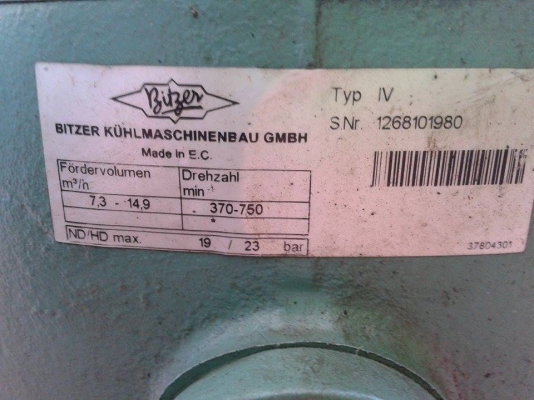 Bitzer
BITZER KÜHLMASCHINENBAU GMBH
Made in E.C.
Typ IV
S.Nr. 1268101980
Fördervolumen
m³/h
Drehzahl
min⁻¹
7,3 - 14,9
370-750
ND/HD max. 19 / 23 bar
37804301